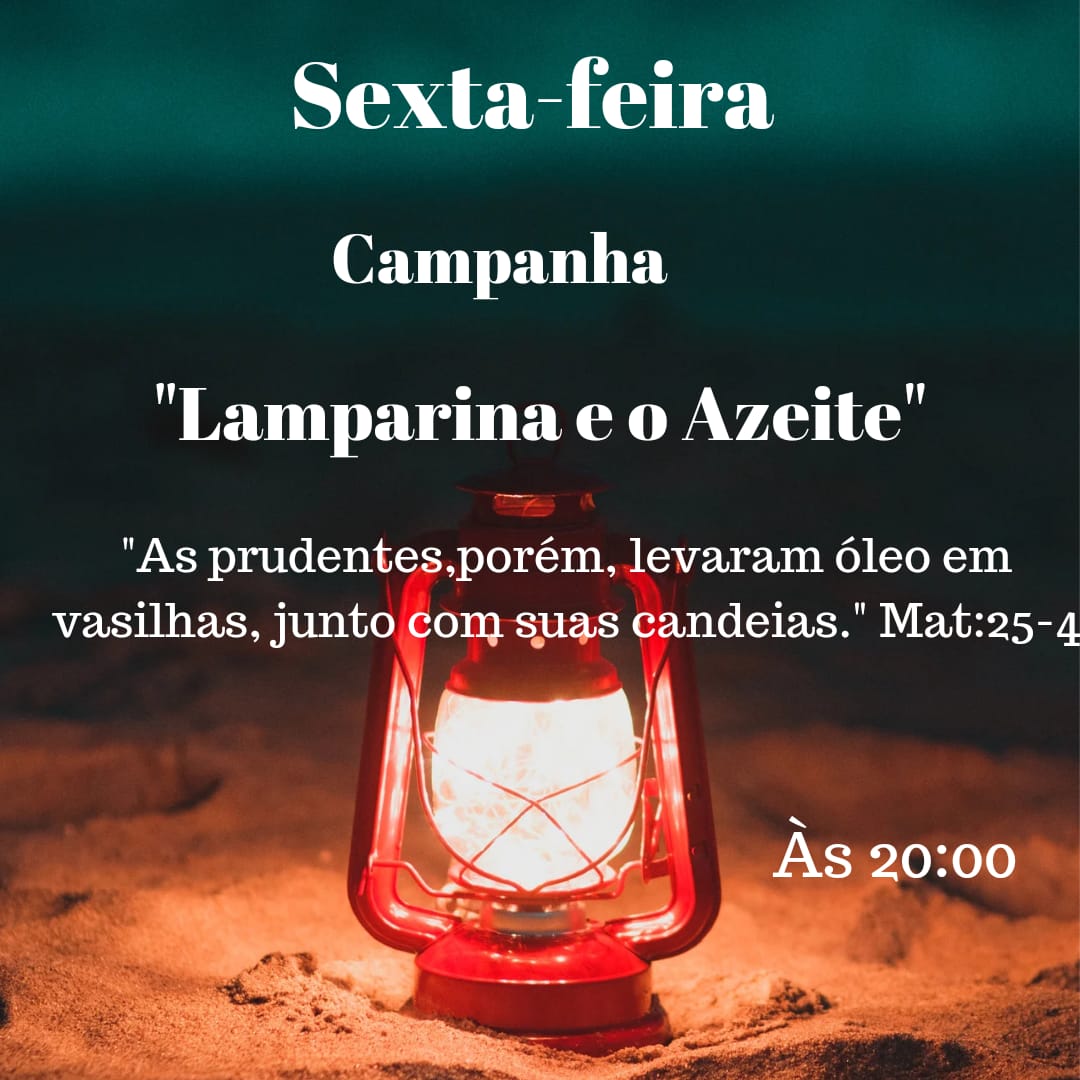 Sexta-feira
Campanha
"Lamparina e o Azeite"
"As prudentes,porém, levaram óleo em
vasilhas, junto com suas candeias." Mat:25-4
Às 20:00